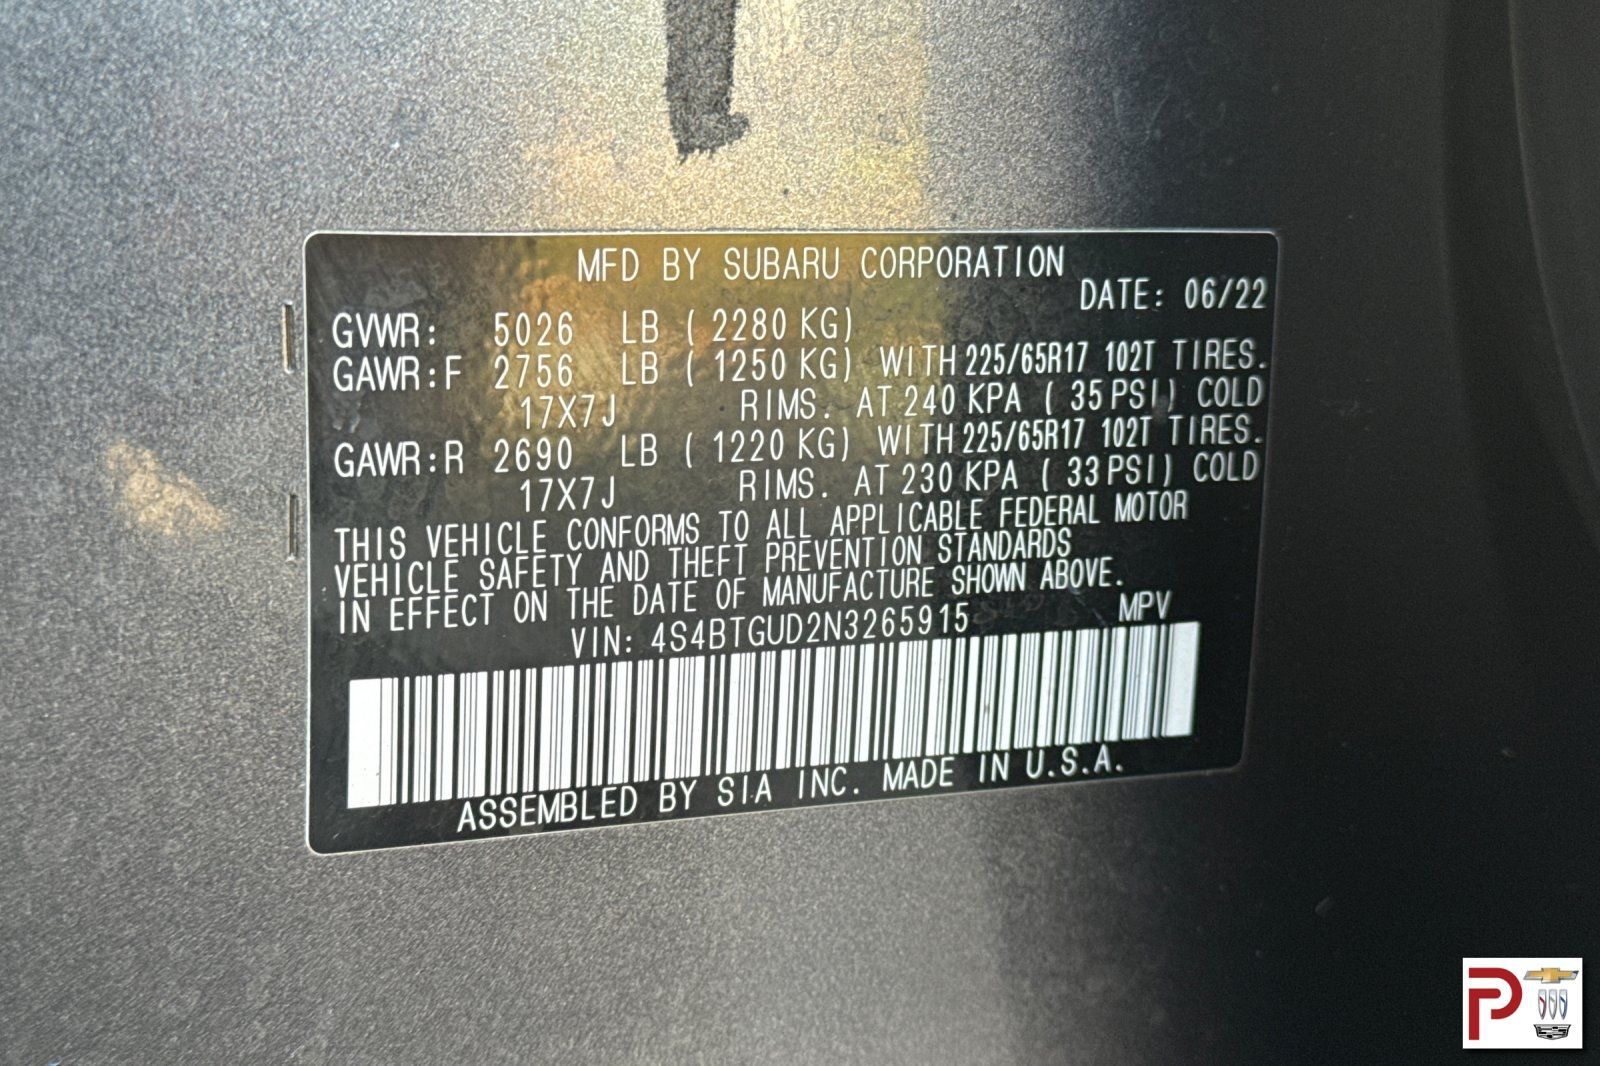 MFD BY SUBARU CORPORATION
DATE: 06/22
GVWR: 5026 LB ( 2280 KG)
GAWR:F 2756 LB ( 1250 KG) WITH 225/65R17 102T TIRES.
17X7J RIMS. AT 240 KPA ( 35 PSI) COLD
GAWR:R 2690 LB ( 1220 KG) WITH 225/65R17 102T TIRES.
17X7J RIMS. AT 230 KPA ( 33 PSI) COLD
THIS VEHICLE CONFORMS TO ALL APPLICABLE FEDERAL MOTOR
VEHICLE SAFETY AND THEFT PREVENTION STANDARDS
IN EFFECT ON THE DATE OF MANUFACTURE SHOWN ABOVE.
VIN: 4S4BTGUD2N3265915 MPV
ASSEMBLED BY SIA INC. MADE IN U.S.A.
P